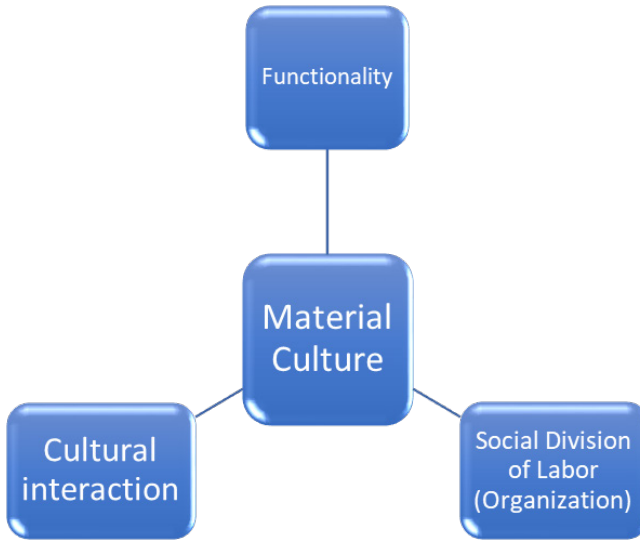 Functionality
Material
Culture
Cultural
interaction
Social Division
of Labor
(Organization)